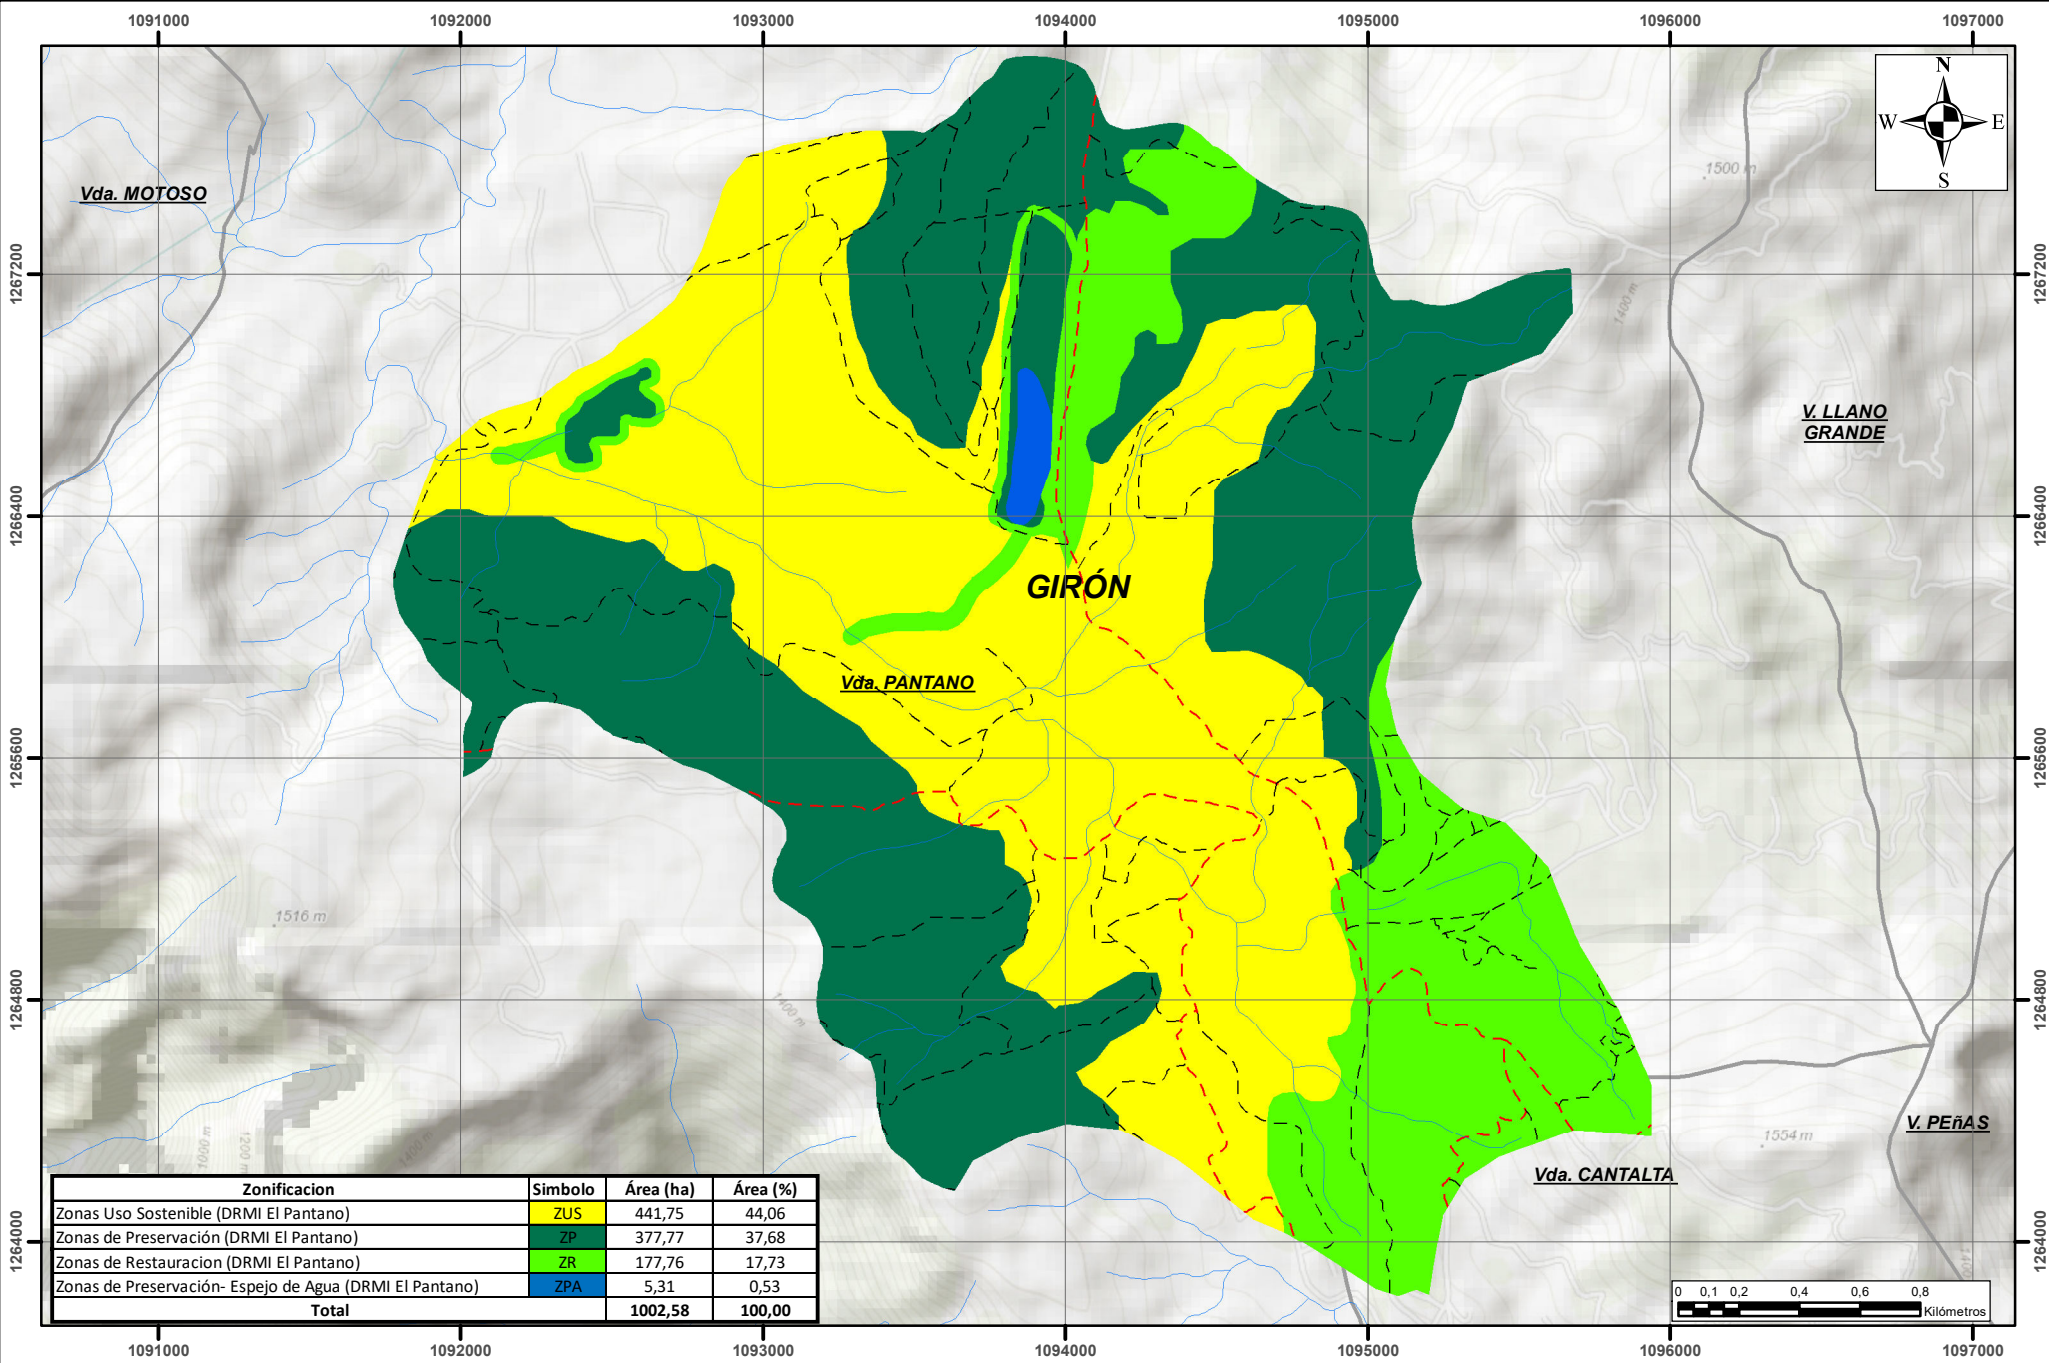 1091000 1092000 1093000 1094000 1095000 1096000 1097000
N
W E
S
1500 m
Vda. MOTOSO
1267200 1267200
1400 m
V. LLANO
GRANDE
1266400 1266400
GIRÓN
Vda. PANTANO
1265600 1265600
1516 m
1400 m
1264800 1264800
V. PEñAS
1554 m
1000 m
1200 m
1400 m
Vda. CANTALTA
Zonificacion Simbolo Área (ha) Área (%)
Zonas Uso Sostenible (DRMI El Pantano) ZUS 441,75 44,06
Zonas de Preservación (DRMI El Pantano) ZP 377,77 37,68
Zonas de Restauracion (DRMI El Pantano) ZR 177,76 17,73
Zonas de Preservación- Espejo de Agua (DRMI El Pantano) ZPA 5,31 0,53
Total 1002,58 100,00
1264000 1264000
0 0,1 0,2 0,4 0,6 0,8
Kilómetros
1091000 1092000 1093000 1094000 1095000 1096000 1097000